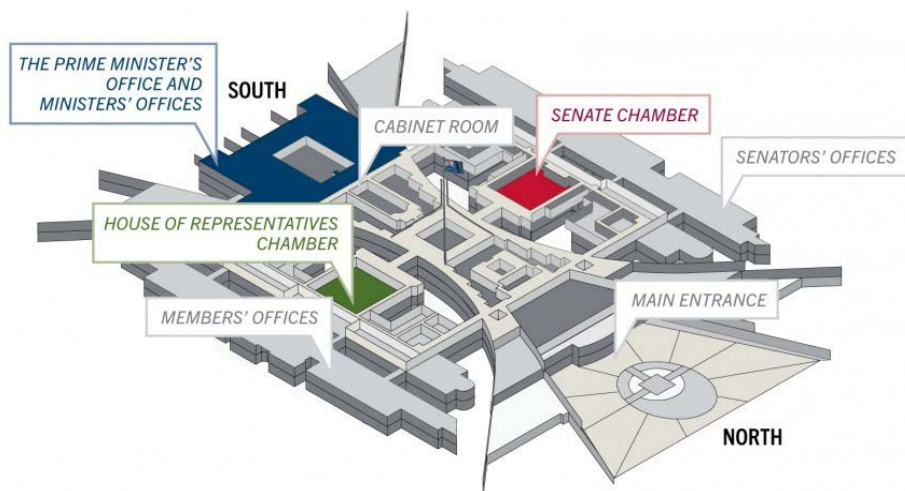 THE PRIME MINISTER'S
OFFICE AND
MINISTERS' OFFICES
SOUTH
CABINET ROOM
SENATE CHAMBER
SENATORS' OFFICES
HOUSE OF REPRESENTATIVES
CHAMBER
MEMBERS' OFFICES
MAIN ENTRANCE
NORTH